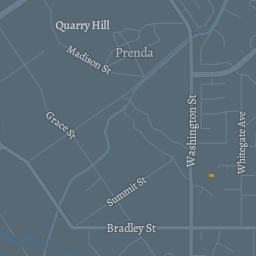 Quarry Hill
Prenda
Madison St
Grace St
Washington St
Whitegate Ave
Summit St
Bradley St